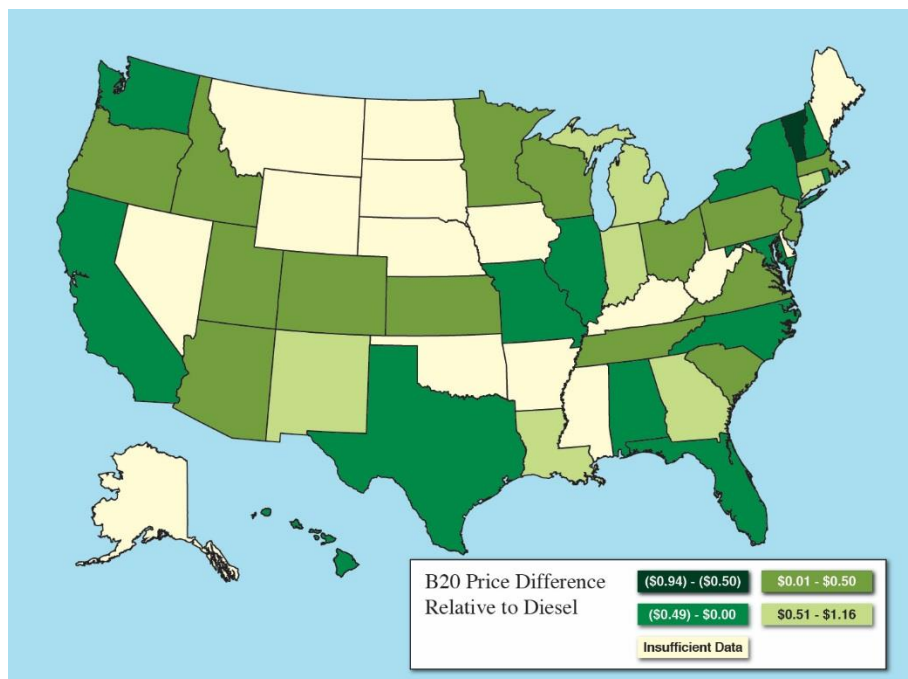 B20 Price Difference
Relative to Diesel
($0.94) - ($0.50)
$0.01 - $0.50
($0.49) - $0.00
$0.51 - $1.16
Insufficient Data